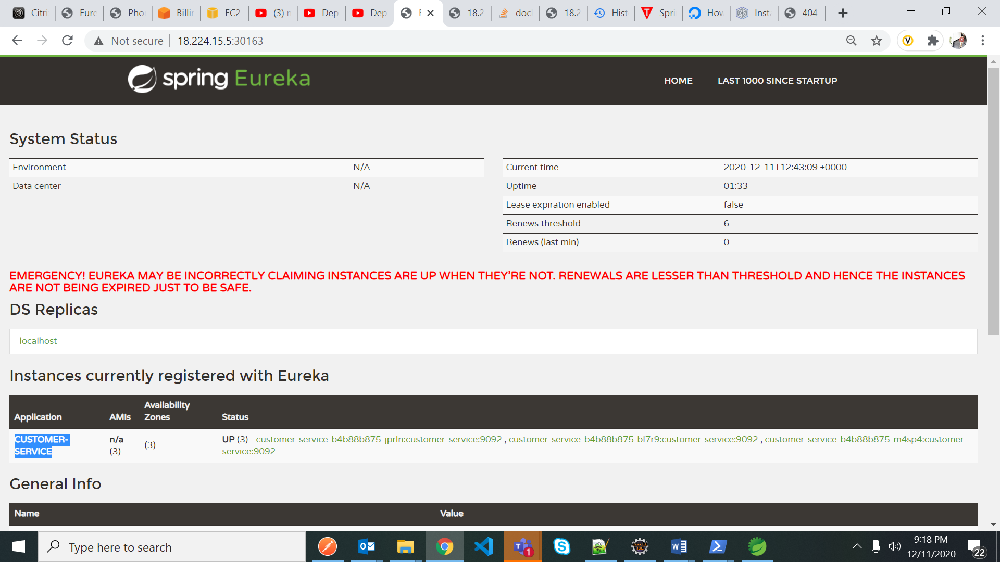 Citri
Eure
Pho
Billin
EC2
(3) n
Dep
Dep
18.2
doc
18.2
Hist
Spri
How
Inst
404
Not secure
18.224.15.5:30163
spring Eureka
HOME
LAST 1000 SINCE STARTUP
System Status
Environment N/A
Data center N/A
Current time 2020-12-11T12:43:09 +0000
Uptime 01:33
Lease expiration enabled false
Renews threshold 6
Renews (last min) 0
EMERGENCY! EUREKA MAY BE INCORRECTLY CLAIMING INSTANCES ARE UP WHEN THEY'RE NOT. RENEWALS ARE LESSER THAN THRESHOLD AND HENCE THE INSTANCES
ARE NOT BEING EXPIRED JUST TO BE SAFE.
DS Replicas
localhost
Instances currently registered with Eureka
Application AMIs Availability Zones Status
CUSTOMER-
SERVICE
n/a
(3)
(3)
UP (3) - customer-service-b4b88b875-jprln:customer-service:9092 , customer-service-b4b88b875-bl7r9:customer-service:9092 , customer-service-b4b88b875-m4sp4:customer-
service:9092
General Info
Name Value
Type here to search
1
9:18 PM
12/11/2020
22